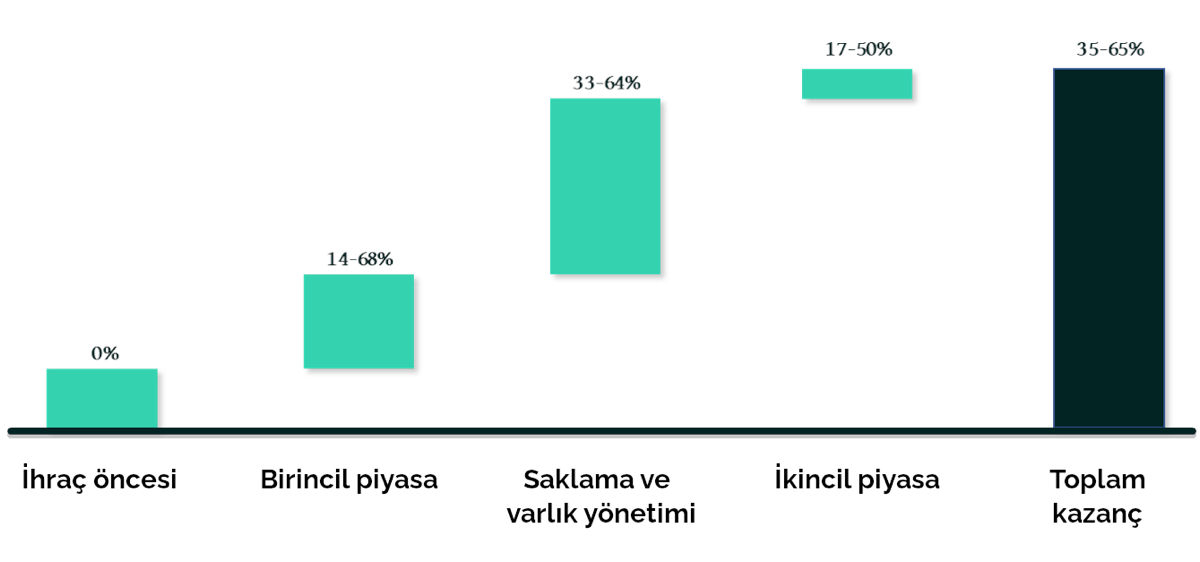 17-50%
35-65%
33-64%
14-68%
0%
İhraç öncesi
Birincil piyasa
Saklama ve
varlık yönetimi
İkincil piyasa
Toplam
kazanç